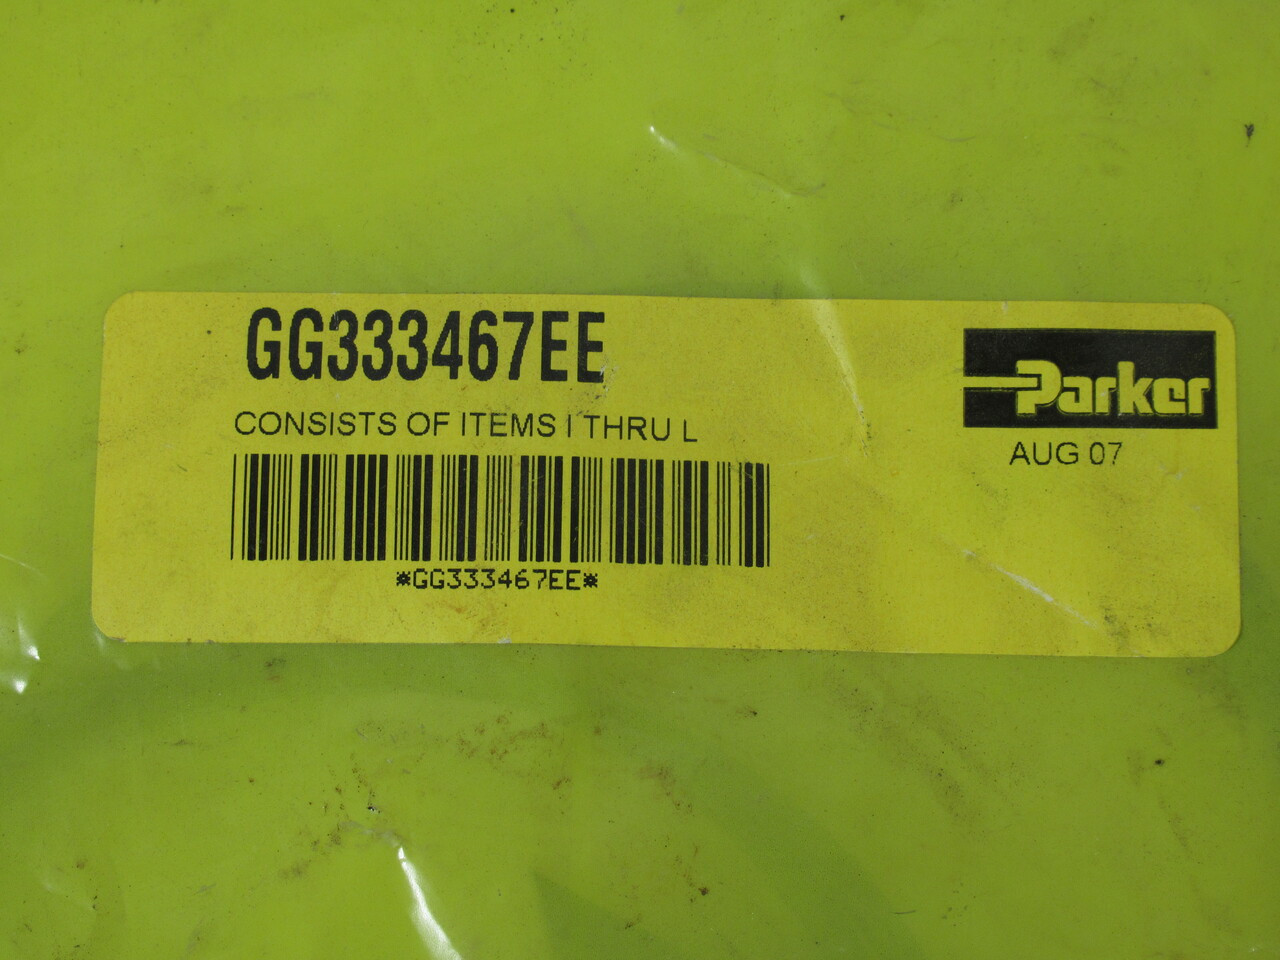 GG333467EE
CONSISTS OF ITEMS I THRU L
*GG333467EE*
Parker
AUG 07